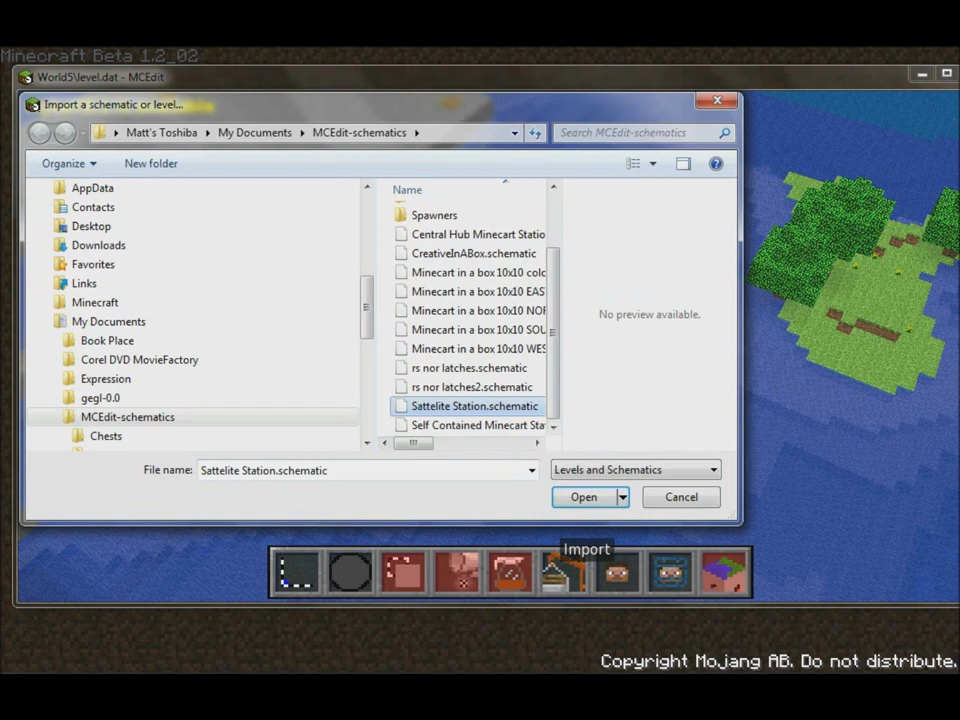 Minecraft Beta 1.2_02
World5\level.dat - MCEdit
Import a schematic or level...
Matt's Toshiba My Documents MCEdit-schematics Search MCEdit-schematics
Organize New folder
AppData
Contacts
Desktop
Downloads
Favorites
Links
Minecraft
My Documents
Book Place
Corel DVD MovieFactory
Expression
gegl-0.0
MCEdit-schematics
Chests
Name
Spawners
Central Hub Minecart Statio
CreativeInABox.schematic
Minecart in a box 10x10 colo
Minecart in a box 10x10 EAS
Minecart in a box 10x10 NOR
Minecart in a box 10x10 SOU
Minecart in a box 10x10 WES
rs nor latches.schematic
rs nor latches2.schematic
Sattelite Station.schematic
Self Contained Minecart Sta
No preview available.
File name: Sattelite Station.schematic Levels and Schematics
Open Cancel
Import
Copyright Mojang AB. Do not distribute.